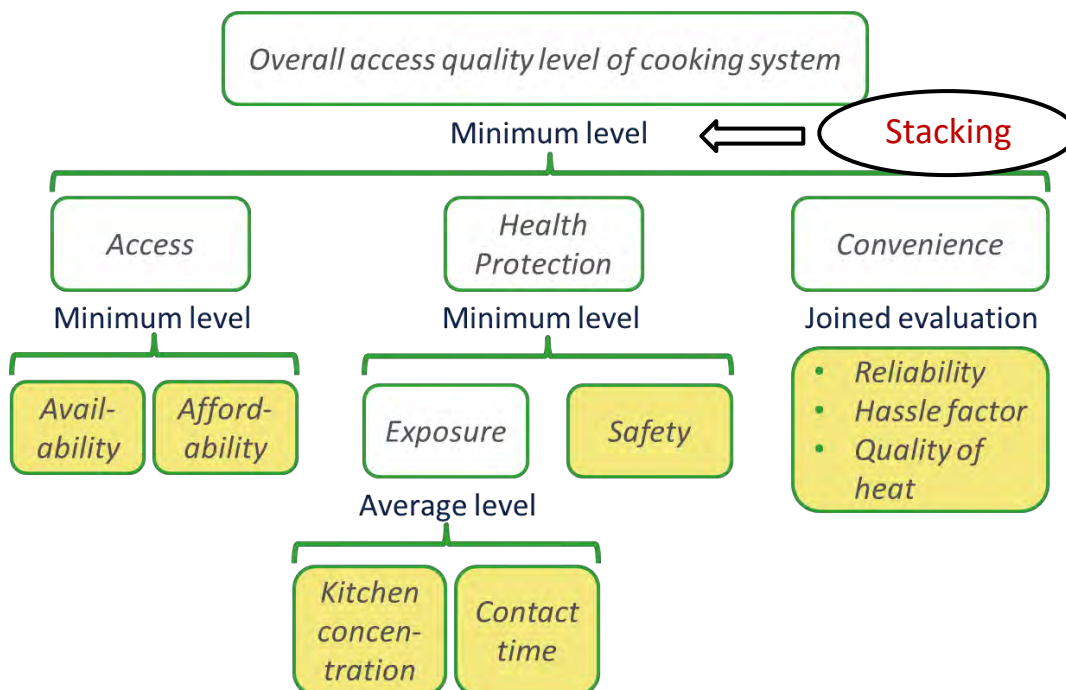 Overall access quality level of cooking system
Minimum level
Stacking
Access
Health
Protection
Convenience
Minimum level
Minimum level
Joined evaluation
Avail-
ability
Afford-
ability
Exposure
Safety
• Reliability
• Hassle factor
• Quality of
heat
Average level
Kitchen
concen-
tration
Contact
time